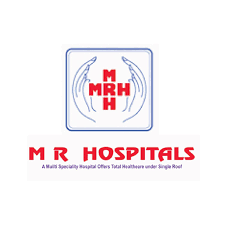 M
MRH
H
M R HOSPITALS
A Multi Speciality Hospital Offers Total Healthcare under Single Roof